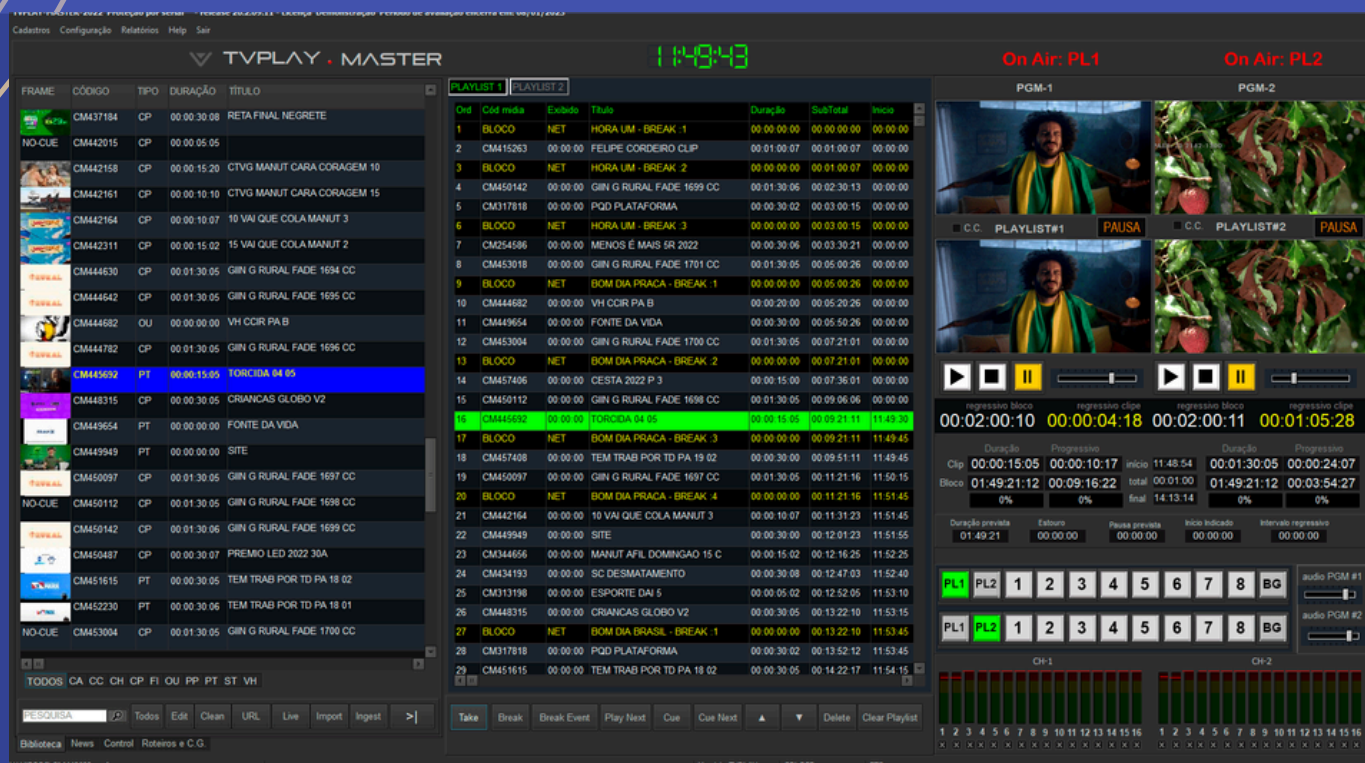 TVPLAY-MASTER-2022 Proteção por serial - release 20.2.09.11 - Licença Demonstração Período de avaliação encerra em: 08/01/2023
Cadastros Configuração Relatórios Help Sair
TVPLAY . MASTER
11:49:43
On Air: PL1 On Air: PL2
FRAME CÓDIGO TIPO DURAÇÃO TÍTULO
CM437184 CP 00:00:30:08 RETA FINAL NEGRETE
NO-CUE CM442015 CP 00:00:05:05
CM442158 CP 00:00:15:20 CTVG MANUT CARA CORAGEM 10
CM442161 CP 00:00:10:10 CTVG MANUT CARA CORAGEM 15
CM442164 CP 00:00:10:07 10 VAI QUE COLA MANUT 3
CM442311 CP 00:00:15:02 15 VAI QUE COLA MANUT 2
CM444630 CP 00:01:30:05 GIIN G RURAL FADE 1694 CC
CM444642 CP 00:01:30:05 GIIN G RURAL FADE 1695 CC
CM444682 OU 00:00:00:00 VH CCIR PA B
CM444782 CP 00:01:30:05 GIIN G RURAL FADE 1696 CC
CM445692 PT 00:00:15:05 TORCIDA 04 05
CM448315 CP 00:00:30:05 CRIANCAS GLOBO V2
CM449654 PT 00:00:00:00 FONTE DA VIDA
CM449949 PT 00:00:00:00 SITE
CM450097 CP 00:01:30:05 GIIN G RURAL FADE 1697 CC
NO-CUE CM450112 CP 00:01:30:05 GIIN G RURAL FADE 1698 CC
CM450142 CP 00:01:30:06 GIIN G RURAL FADE 1699 CC
CM450487 CP 00:00:30:07 PREMIO LED 2022 30A
CM451615 PT 00:00:30:05 TEM TRAB POR TD PA 18 02
CM452230 PT 00:00:30:06 TEM TRAB POR TD PA 18 01
NO-CUE CM453004 CP 00:01:30:05 GIIN G RURAL FADE 1700 CC
TODOS CA CC CH CP FI OU PP PT ST VH
PESQUISA Todos Edit Clean URL Live Import Ingest >|
Biblioteca News Control Roteiros e C.G.
PLAYLIST 1 PLAYLIST 2
Ord Cód.midia Exibido Título Duração SubTotal Inicio
1 BLOCO NET HORA UM - BREAK :1 00:00:00:00 00:00:00:00 00:00:00
2 CM415263 00:00:00 FELIPE CORDEIRO CLIP 00:01:00:07 00:01:00:07 00:00:00
3 BLOCO NET HORA UM - BREAK :2 00:00:00:00 00:01:00:07 00:00:00
4 CM450142 00:00:00 GIIN G RURAL FADE 1699 CC 00:01:30:06 00:02:30:13 00:00:00
5 CM317818 00:00:00 PQD PLATAFORMA 00:00:30:02 00:03:00:15 00:00:00
6 BLOCO NET HORA UM - BREAK :3 00:00:00:00 00:03:00:15 00:00:00
7 CM254586 00:00:00 MENOS É MAIS 5R 2022 00:00:30:06 00:03:30:21 00:00:00
8 CM453018 00:00:00 GIIN G RURAL FADE 1701 CC 00:01:30:05 00:05:00:26 00:00:00
9 BLOCO NET BOM DIA PRACA - BREAK :1 00:00:00:00 00:05:00:26 00:00:00
10 CM444682 00:00:00 VH CCIR PA B 00:00:20:00 00:05:20:26 00:00:00
11 CM449654 00:00:00 FONTE DA VIDA 00:00:30:00 00:05:50:26 00:00:00
12 CM453004 00:00:00 GIIN G RURAL FADE 1700 CC 00:01:30:05 00:07:21:01 00:00:00
13 BLOCO NET BOM DIA PRACA - BREAK :2 00:00:00:00 00:07:21:01 00:00:00
14 CM457406 00:00:00 CESTA 2022 P 3 00:00:15:00 00:07:36:01 00:00:00
15 CM450112 00:00:00 GIIN G RURAL FADE 1698 CC 00:01:30:05 00:09:06:06 00:00:00
16 CM445692 00:00:00 TORCIDA 04 05 00:00:15:05 00:09:21:11 11:49:30
17 BLOCO NET BOM DIA PRACA - BREAK :3 00:00:00:00 00:09:21:11 11:49:45
18 CM457408 00:00:00 TEM TRAB POR TD PA 19 02 00:00:30:00 00:09:51:11 11:49:45
19 CM450097 00:00:00 GIIN G RURAL FADE 1697 CC 00:01:30:05 00:11:21:16 11:50:15
20 BLOCO NET BOM DIA PRACA - BREAK :4 00:00:00:00 00:11:21:16 11:51:45
21 CM442164 00:00:00 10 VAI QUE COLA MANUT 3 00:00:10:07 00:11:31:23 11:51:45
22 CM449949 00:00:00 SITE 00:00:30:00 00:12:01:23 11:51:55
23 CM344656 00:00:00 MANUT AFIL DOMINGAO 15 C 00:00:15:02 00:12:16:25 11:52:25
24 CM434193 00:00:00 SC DESMATAMENTO 00:00:30:08 00:12:47:03 11:52:40
25 CM313198 00:00:00 ESPORTE DAI 5 00:00:05:02 00:12:52:05 11:53:10
26 CM448315 00:00:00 CRIANCAS GLOBO V2 00:00:30:05 00:13:22:10 11:53:15
27 BLOCO NET BOM DIA BRASIL - BREAK :1 00:00:00:00 00:13:22:10 11:53:45
28 CM317818 00:00:00 PQD PLATAFORMA 00:00:30:02 00:13:52:12 11:53:45
29 CM451615 00:00:00 TEM TRAB POR TD PA 18 02 00:00:30:05 00:14:22:17 11:54:15
Take Break Break Event Play Next Cue Cue Next ▲ ▼ Delete Clear Playlist
PGM-1 PGM-2
C.C. PLAYLIST#1 PAUSA C.C. PLAYLIST#2 PAUSA
regressivo bloco regressivo clipe regressivo bloco regressivo clipe
00:02:00:10 00:00:04:18 00:02:00:11 00:01:05:28
Duração Progressivo Duração Progressivo
Clip 00:00:15:05 00:00:10:17 início 11:48:54 00:01:30:05 00:00:24:07
Bloco 01:49:21:12 00:09:16:22 total 00:01:00 01:49:21:12 00:03:54:27
0% 0% final 14:13:14 0% 0%
Duração prevista Estouro Pausa prevista Início Indicado Intervalo regressivo
01:49:21 00:00:00 00:00:00 00:00:00 00:00:00
PL1 PL2 1 2 3 4 5 6 7 8 BG audio PGM #1
PL1 PL2 1 2 3 4 5 6 7 8 BG audio PGM #2
CH-1 CH-2
1 2 3 4 5 6 7 8 9 10 11 12 13 14 15 16 1 2 3 4 5 6 7 8 9 10 11 12 13 14 15 16
x x x x x x x x x x x x x x x x x x x x x x x x x x x x x x x x